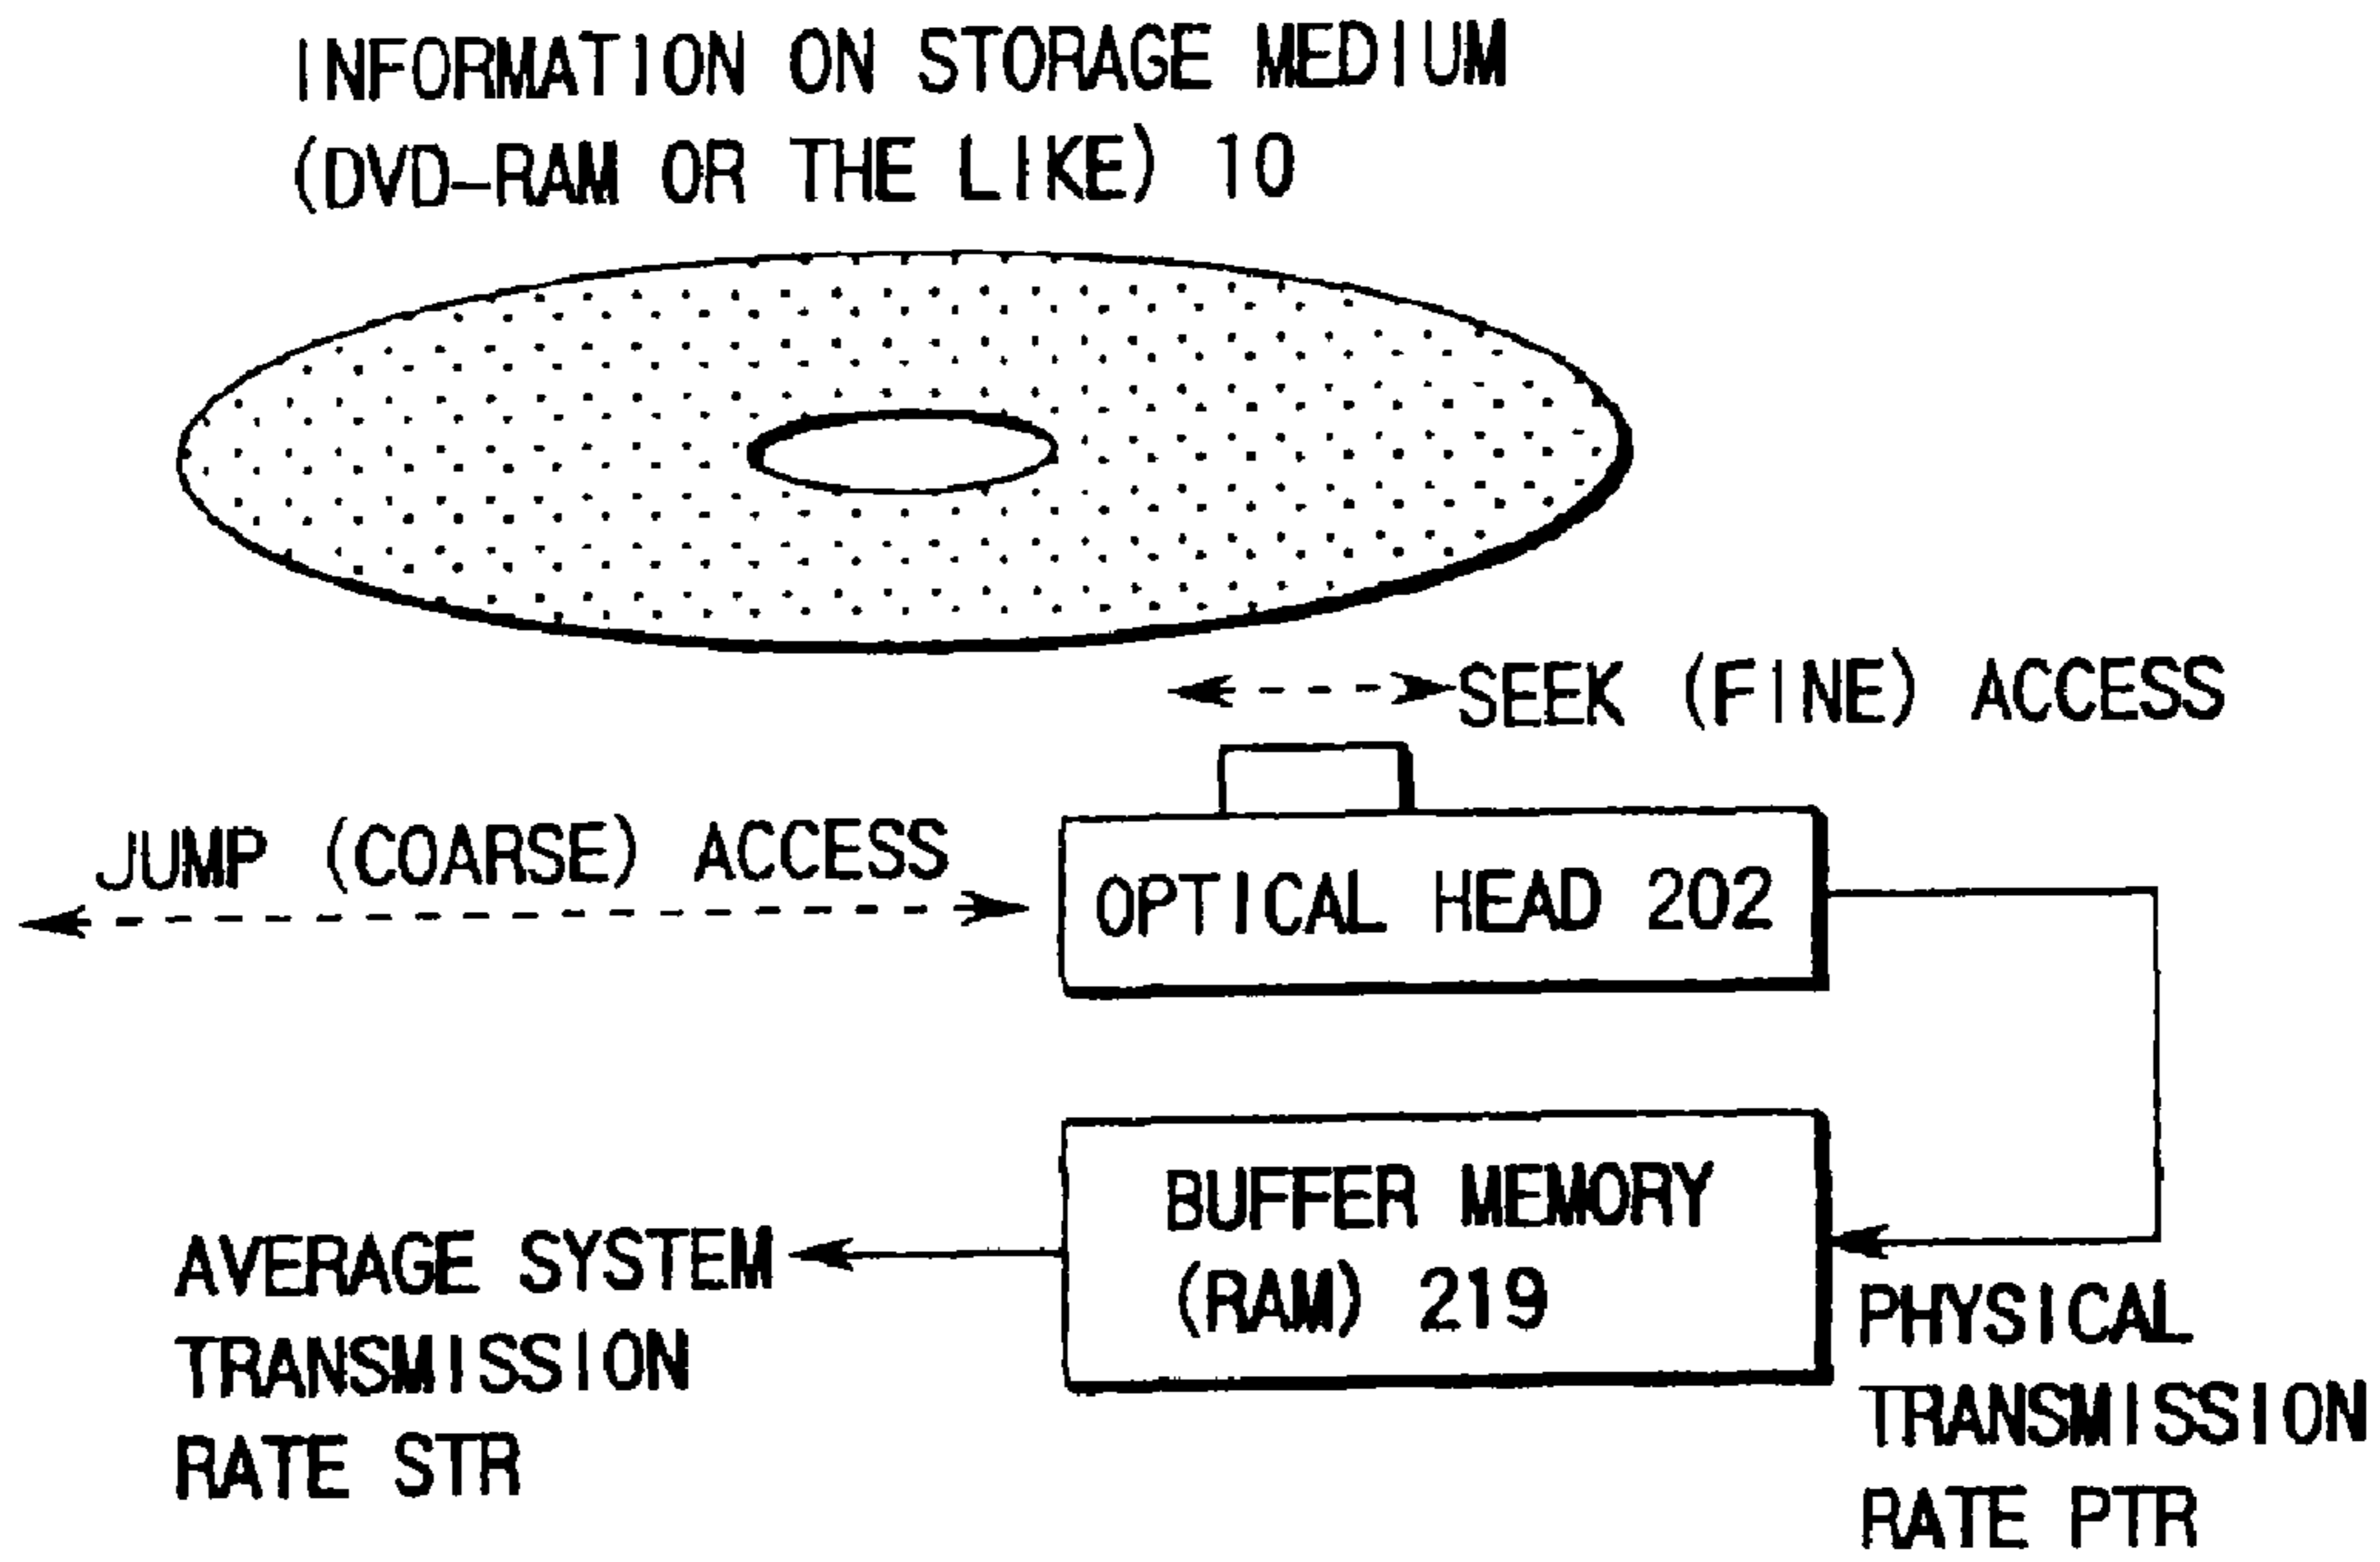 INFORMATION ON STORAGE MEDIUM
(DVD-RAM OR THE LIKE) 10
SEEK (FINE) ACCESS
JUMP (COARSE) ACCESS
OPTICAL HEAD 202
BUFFER MEMORY
(RAM) 219
AVERAGE SYSTEM
TRANSMISSION
RATE STR
PHYSICAL
TRANSMISSION
RATE PTR